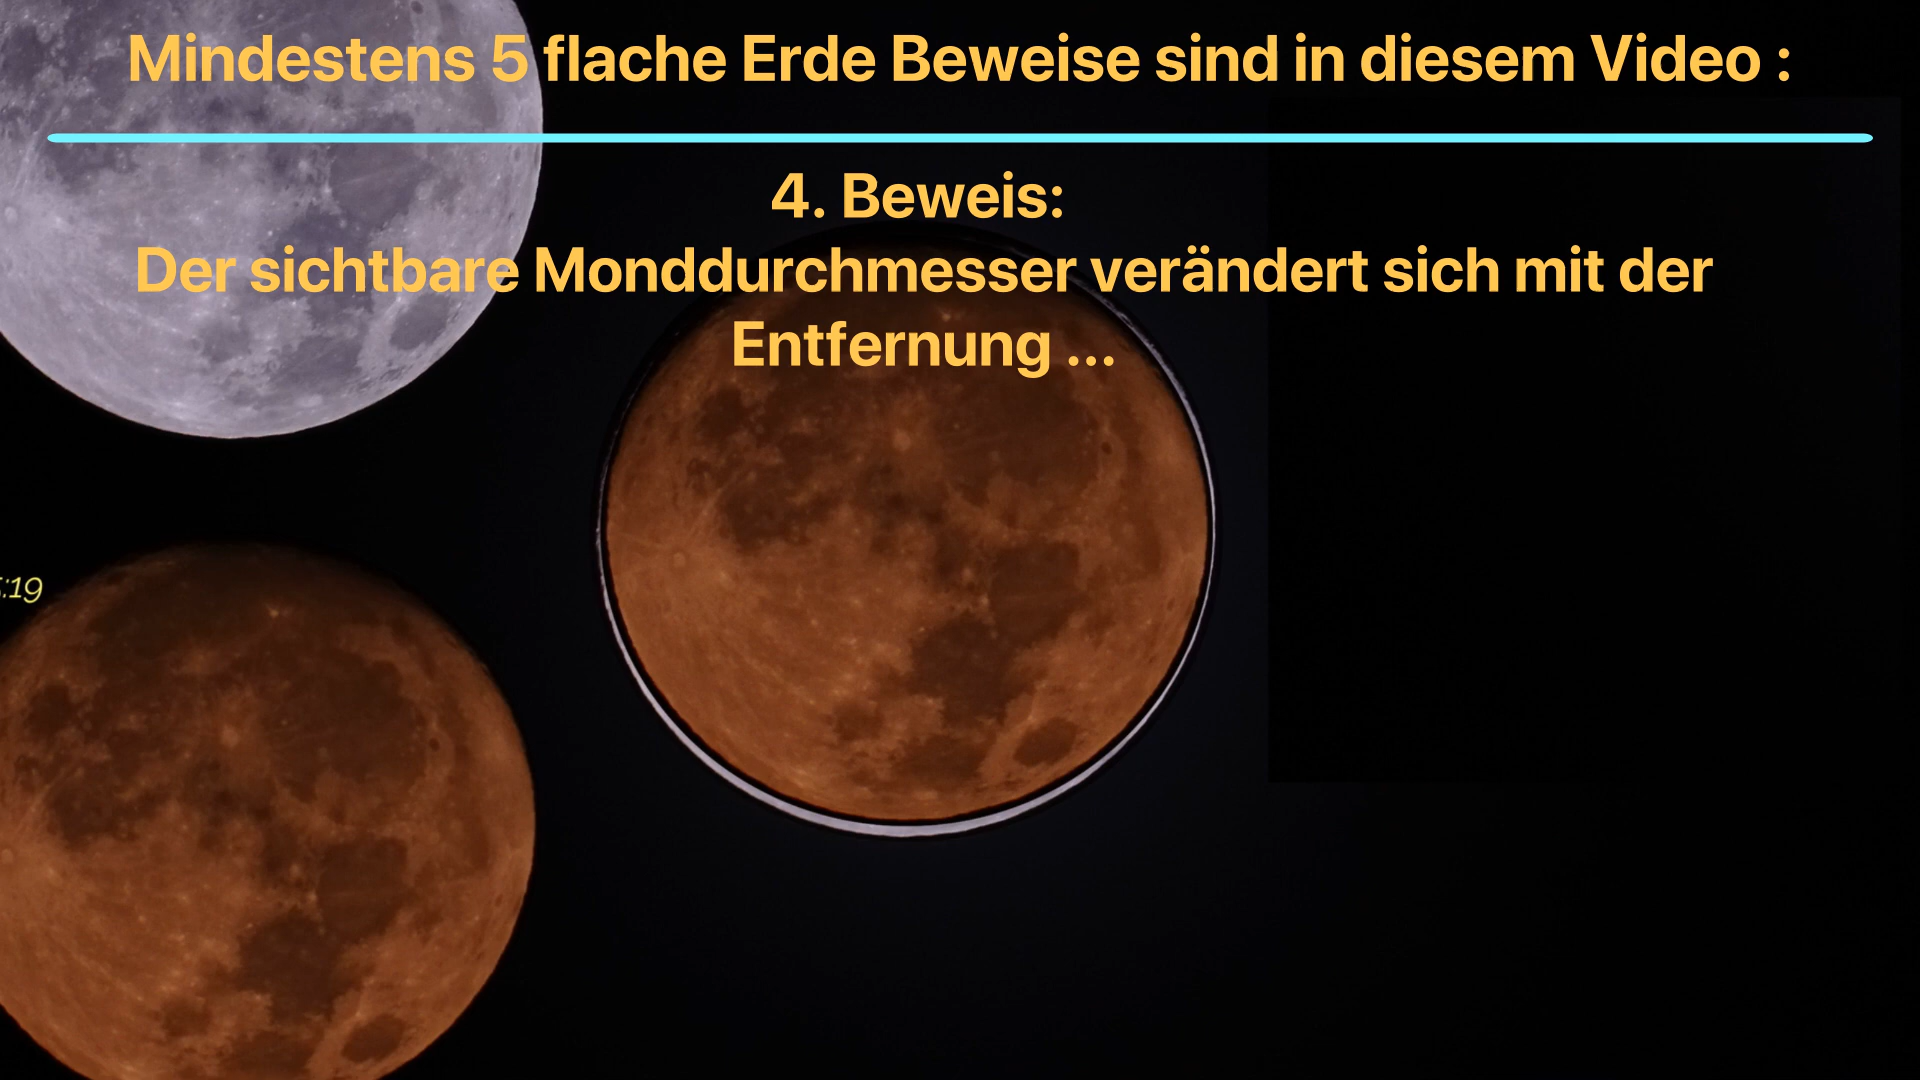 Mindestens 5 flache Erde Beweise sind in diesem Video :
4. Beweis:
Der sichtbare Monddurchmesser verändert sich mit der
Entfernung ...
:19